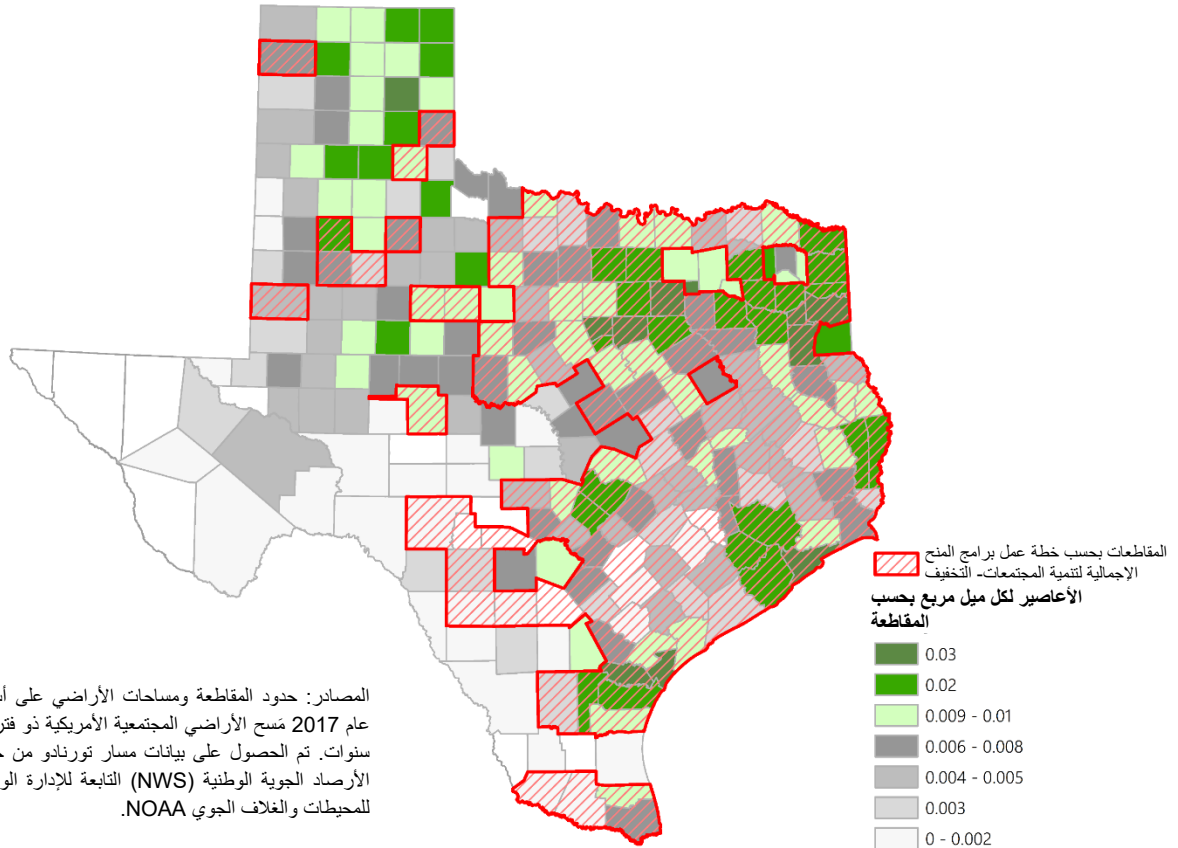 المقاطعات بحسب خطة عمل برامج المنح
الإجمالية لتنمية المجتمعات- التخفيف
الأعاصير لكل ميل مربع بحسب
المقاطعة
0.03
0.02
0.009 - 0.01
0.006 - 0.008
0.004 - 0.005
0.003
0 - 0.002
المصادر: حدود المقاطعة ومساحات الأراضي على
عام 2017 مَسح الأراضي المجتمعية الأمريكية ذو
سنوات. تم الحصول على بيانات مسار تورنادو من
الأرصاد الجوية الوطنية (NWS) التابعة للإدارة
للمحيطات والغلاف الجوي NOAA.